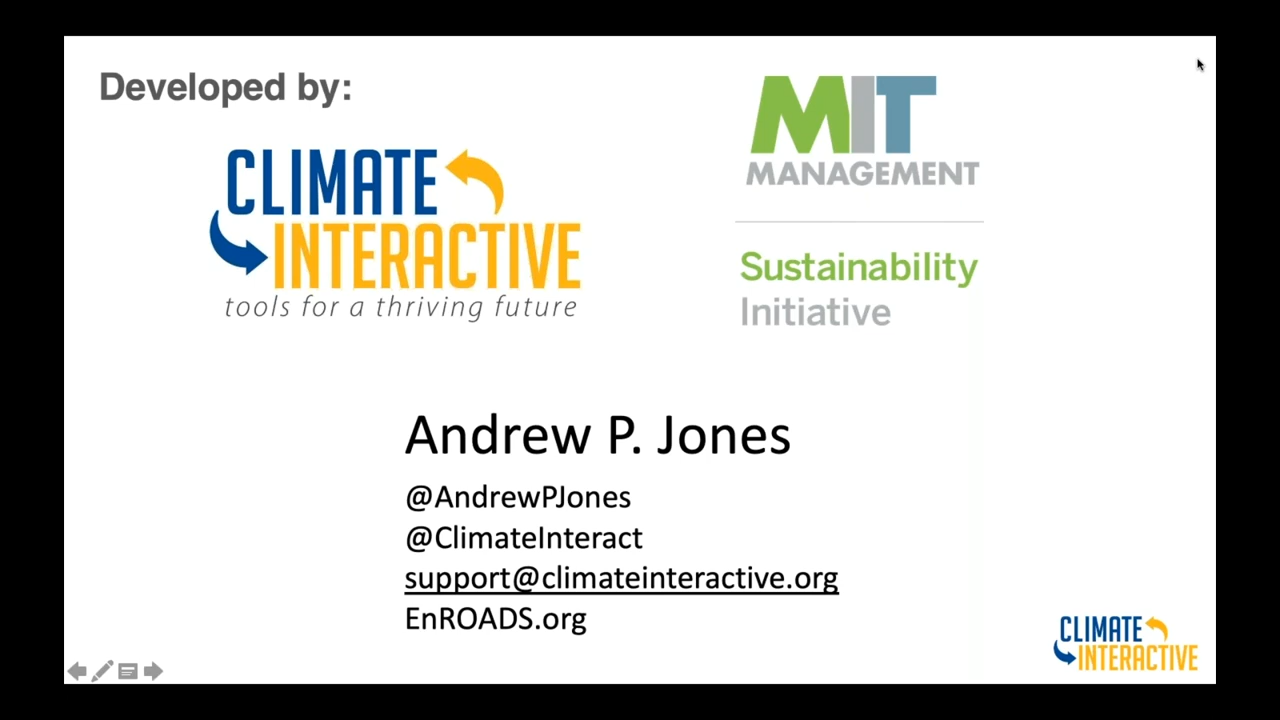 Developed by:
CLIMATE
INTERACTIVE
tools for a thriving future
MIT
MANAGEMENT
Sustainability
Initiative
Andrew P. Jones
@AndrewPJones
@ClimateInteract
support@climateinteractive.org
EnROADS.org
CLIMATE
INTERACTIVE